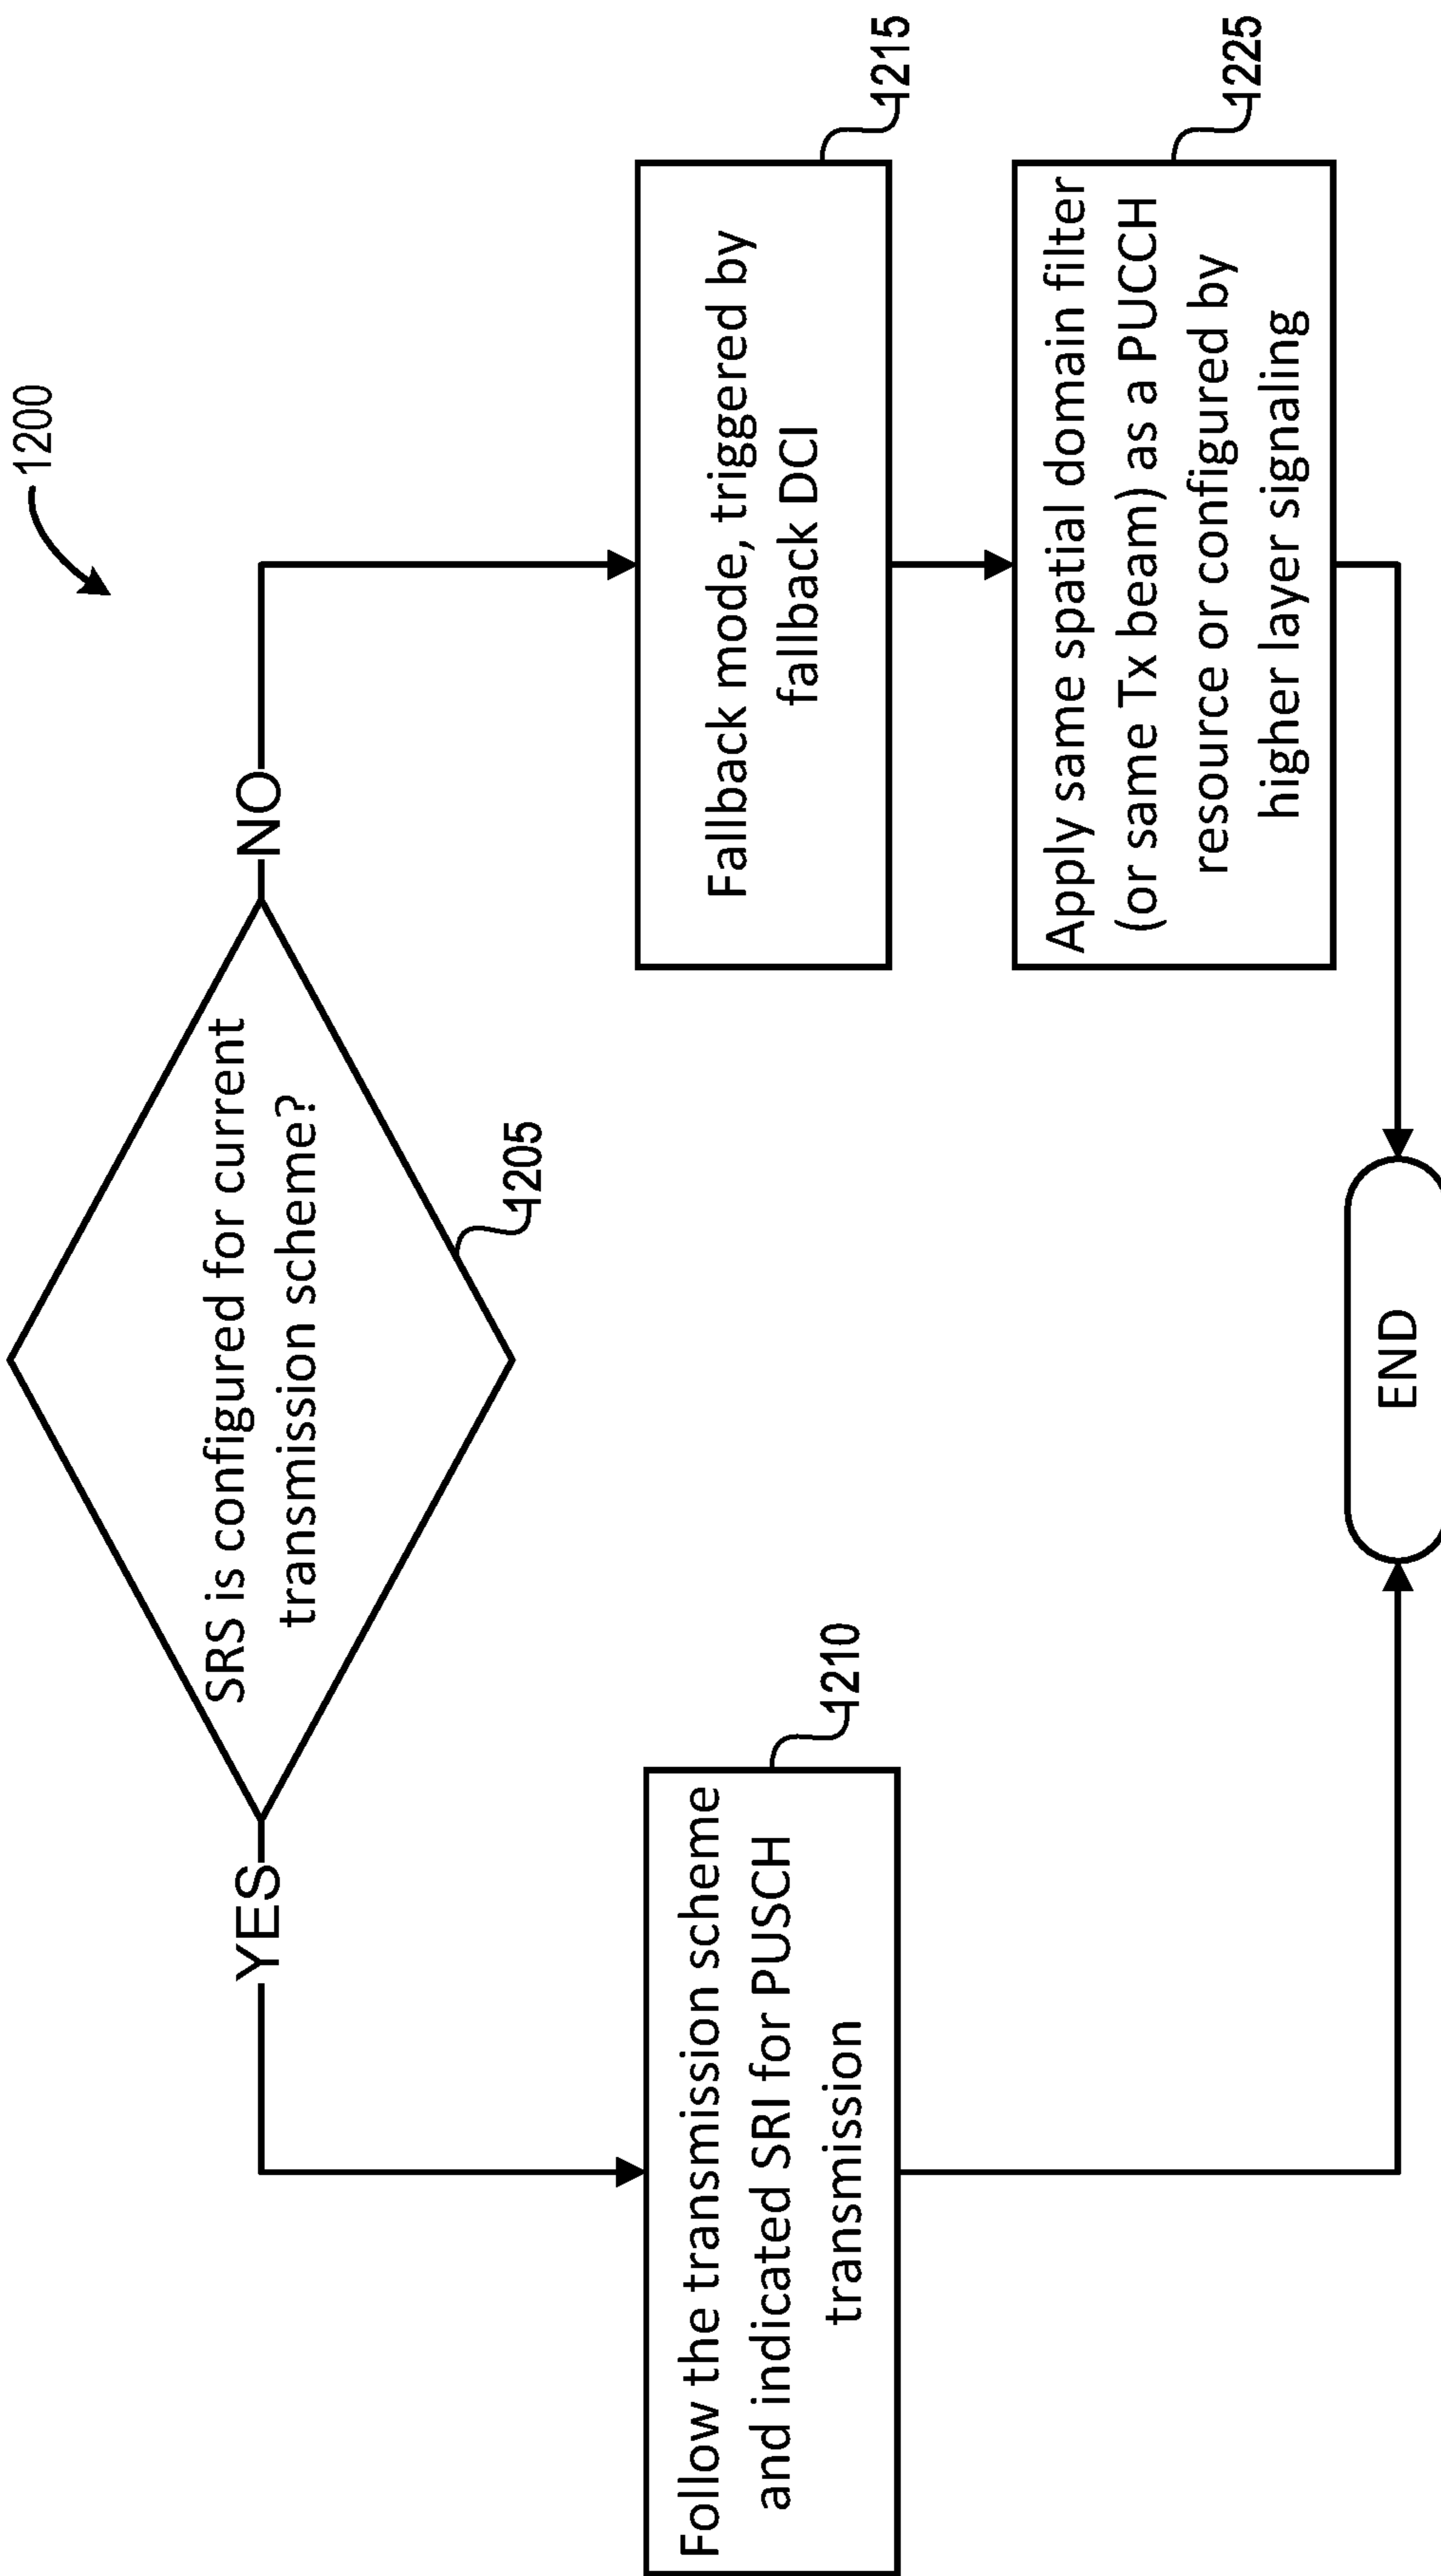 1200
SRS is configured for current
transmission scheme?
1205
YES
NO
Follow the transmission scheme
and indicated SRI for PUSCH
transmission
1210
Fallback mode, triggered by
fallback DCI
1215
Apply same spatial domain filter
(or same Tx beam) as a PUCCH
resource or configured by
higher layer signaling
1225
END